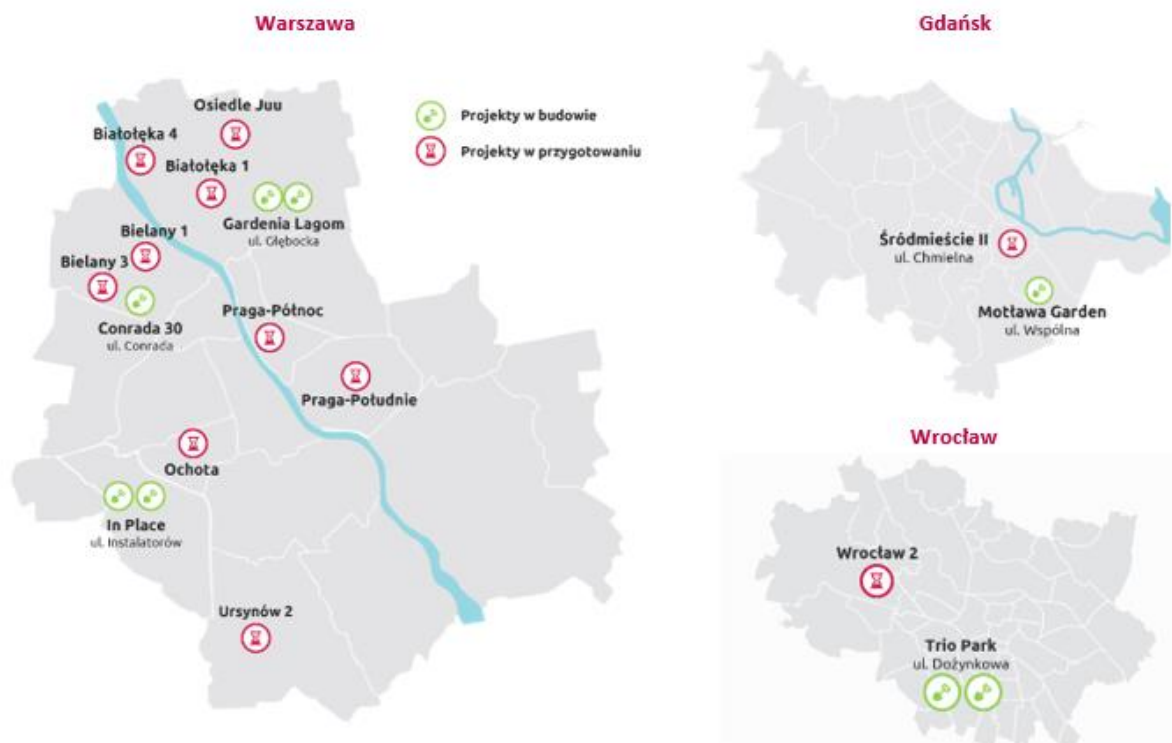 Warszawa
Osiedle Juu
Białołęka 4
Białołęka 1
Gardenia Lagom
ul. Głębocka
Bielany 1
Bielany 3
Conrada 30
ul. Conrada
Praga-Północ
Praga-Południe
Ochota
In Place
ul. Instalatorów
Ursynów 2
Projekty w budowie
Projekty w przygotowaniu
Gdańsk
Śródmieście II
ul. Chmielna
Motława Garden
ul. Wspólna
Wrocław
Wrocław 2
Trio Park
ul. Dożynkowa